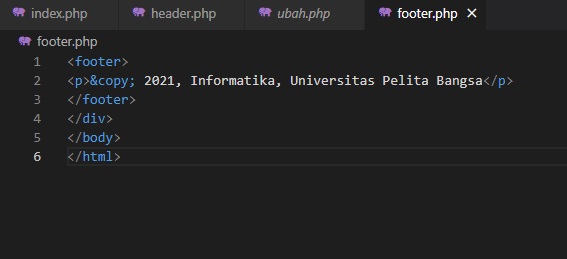 index.php header.php ubah.php footer.php
footer.php
1 <footer>
2 <p>&copy; 2021, Informatika, Universitas Pelita Bangsa</p>
3 </footer>
4 </div>
5 </body>
6 </html>